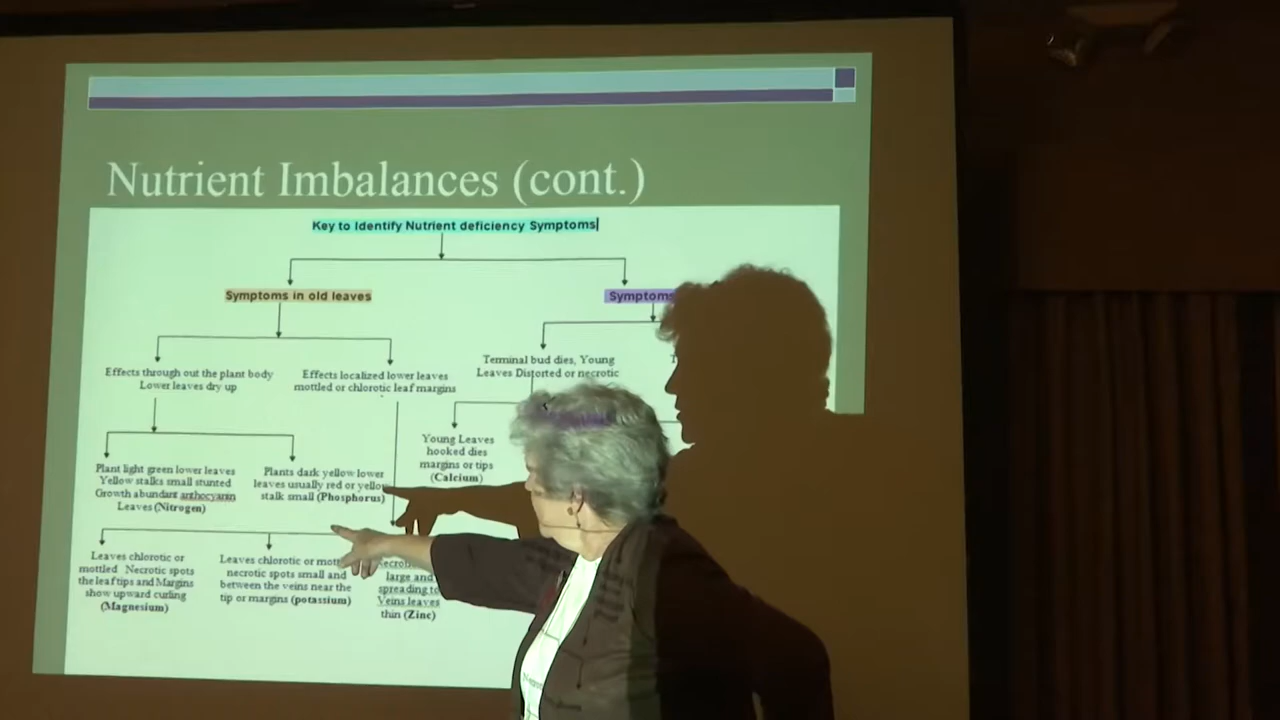 Nutrient Imbalances (cont.)
Key to Identify Nutrient deficiency Symptoms
Symptoms in old leaves
Symptoms
Effects through out the plant body
Lower leaves dry up
Effects localized lower leaves
mottled or chlorotic leaf margins
Terminal bud dies, Young
Leaves Distorted or necrotic
Plant light green lower leaves
Yellow stalks small stunted
Growth abundant anthocyanin
Leaves (Nitrogen)
Plants dark yellow lower
leaves usually red or yellow
stalk small (Phosphorus)
Young Leaves
hooked dies
margins or tips
(Calcium)
Leaves chlorotic or
mottled Necrotic spots
the leaf tips and Margins
show upward curling
(Magnesium)
Leaves chlorotic or
necrotic spots small and
between the veins near the
tip or margins (potassium)
large and
spreading to
Veins leaves
thin (Zinc)